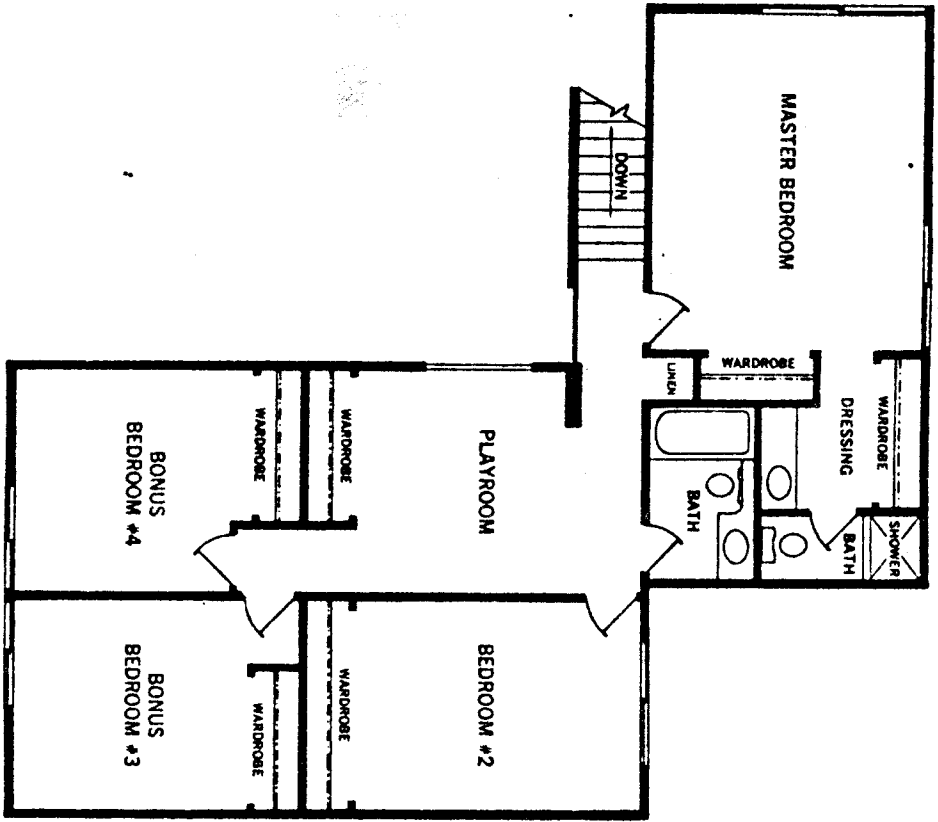 MASTER BEDROOM
DOWN
WARDROBE
LINEN
WARDROBE
DRESSING
BATH
BATH
SHOWER
PLAYROOM
WARDROBE
WARDROBE
BONUS
BEDROOM #4
BEDROOM #2
WARDROBE
WARDROBE
BONUS
BEDROOM #3